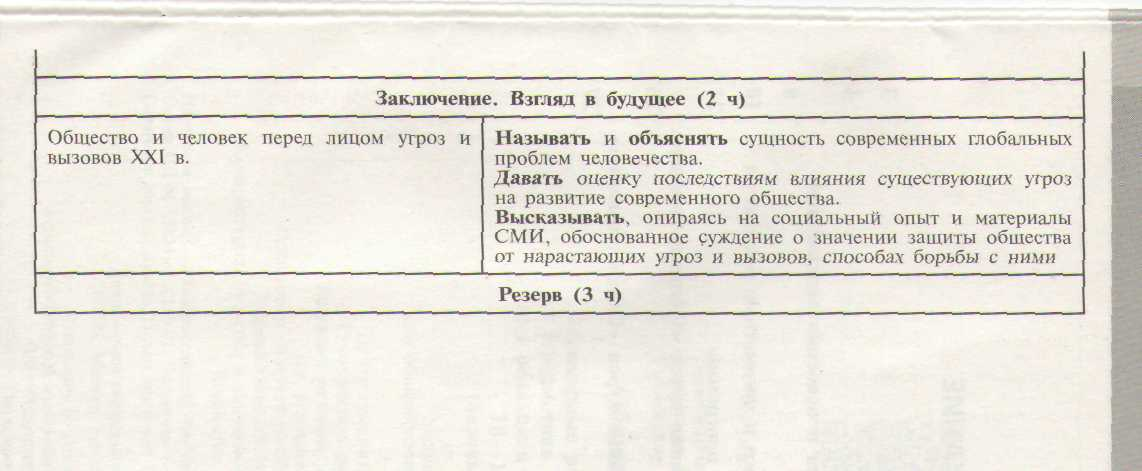 Заключение. Взгляд в будущее (2 ч)
Общество и человек перед лицом угроз и
вызовов XXI в.
Называть и объяснять сущность современных глобальных
проблем человечества.
Давать оценку последствиям влияния существующих угроз
на развитие современного общества.
Высказывать, опираясь на социальный опыт и материалы
СМИ, обоснованное суждение о значении защиты общества
от нарастающих угроз и вызовов, способах борьбы с ними
Резерв (3 ч)